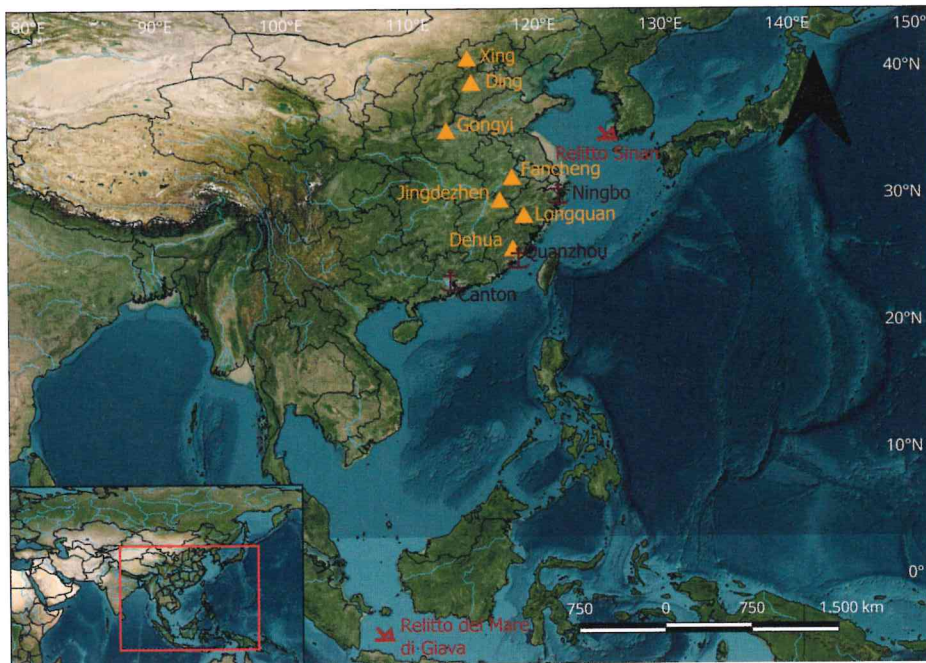 80°E 90°E 100°E 110°E 120°E 130°E 140°E 150°
Xing
40°N
Ding
Gongyi
Relitto Sinan
Fancheng
Jingdezhen
Ningbo
30°N
Longquan
Dehua
Quanzhou
Canton
20°N
10°N
0°
750 0 750 1.500 km
Relitto del Mare
di Giava